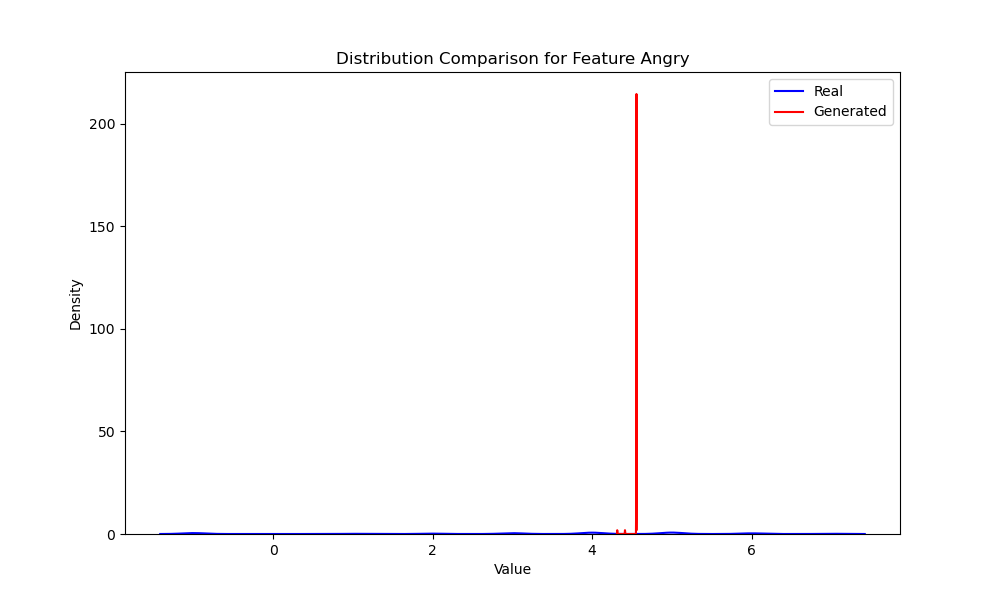 Distribution Comparison for Feature Angry
Real
Generated
Density
200
150
100
50
0
0 2 4 6
Value